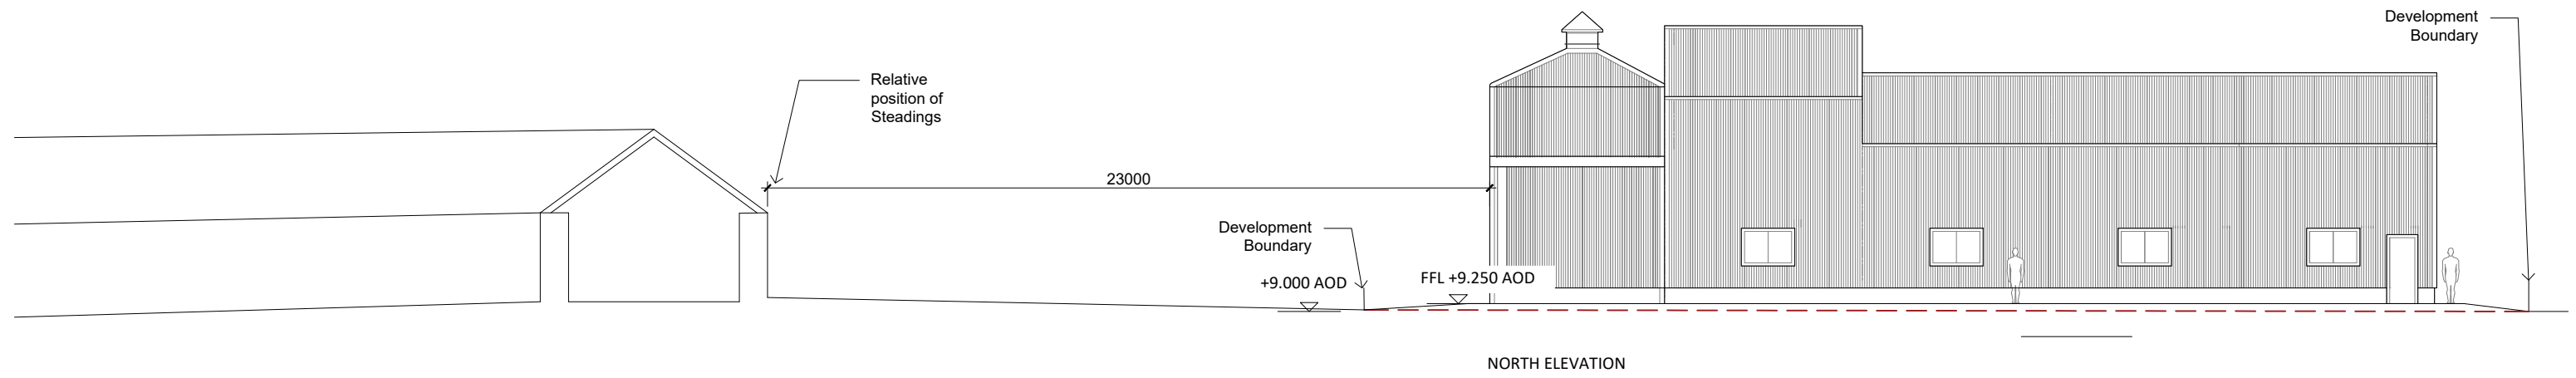 Development
Boundary
Relative
position of
Steadings
23000
Development
Boundary
+9.000 AOD
FFL +9.250 AOD
NORTH ELEVATION